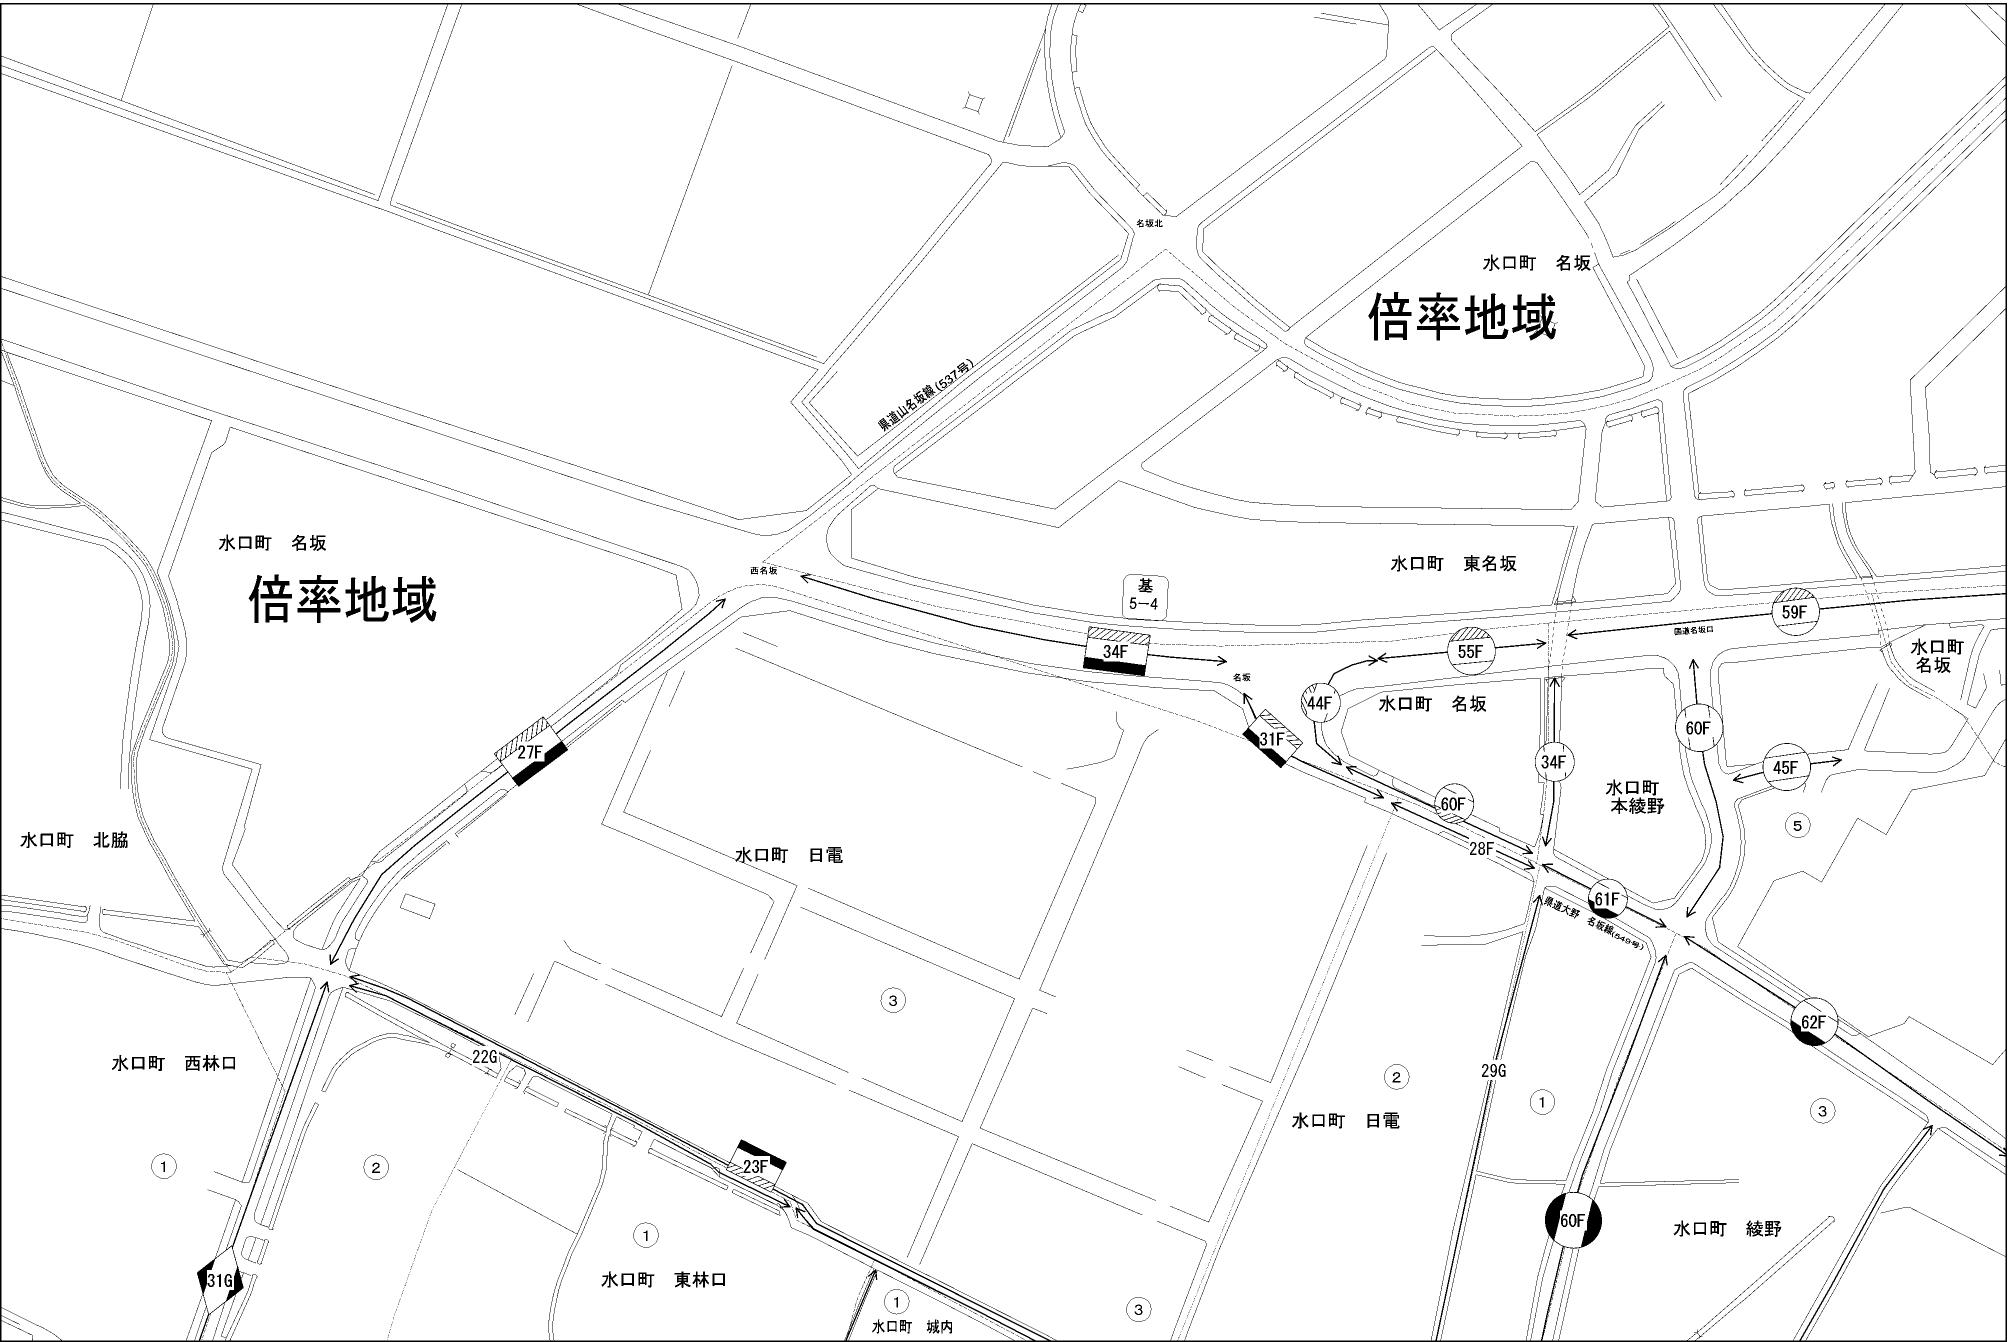 名坂北
水口町 名坂
倍率地域
県道山名坂線(537号)
水口町 名坂
倍率地域
西名坂
基
5-4
水口町 東名坂
59F
国道名坂口
34F
55F
水口町
名坂
名坂
44F
水口町 名坂
60F
31F
27F
34F
45F
水口町
本綾野
60F
5
水口町 北脇
水口町 日電
28F
61F
県道大野 名坂線(549号)
3
62F
22G
水口町 西林口
29G
2
1
3
水口町 日電
1
2
23F
60F
水口町 綾野
1
31G
水口町 東林口
1
3
水口町 城内